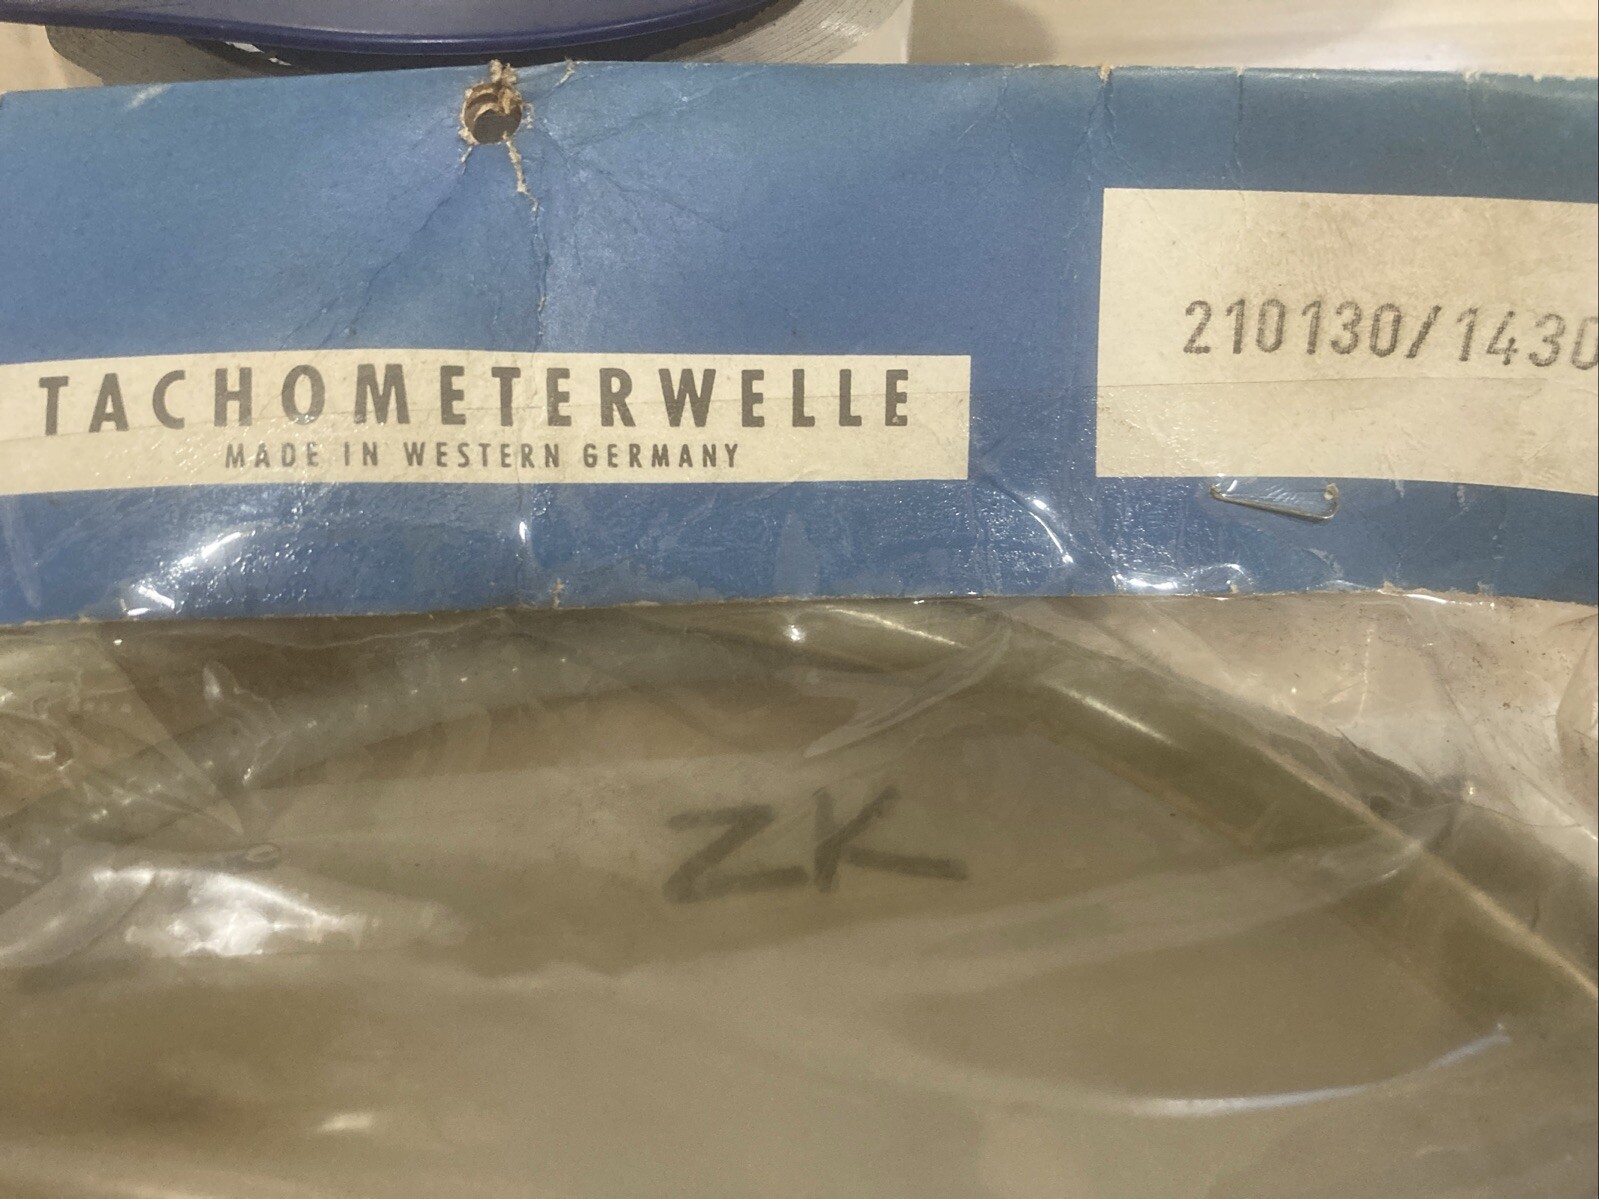 TACHOMETERWELLE
MADE IN WESTERN GERMANY
210130/1430
ZK